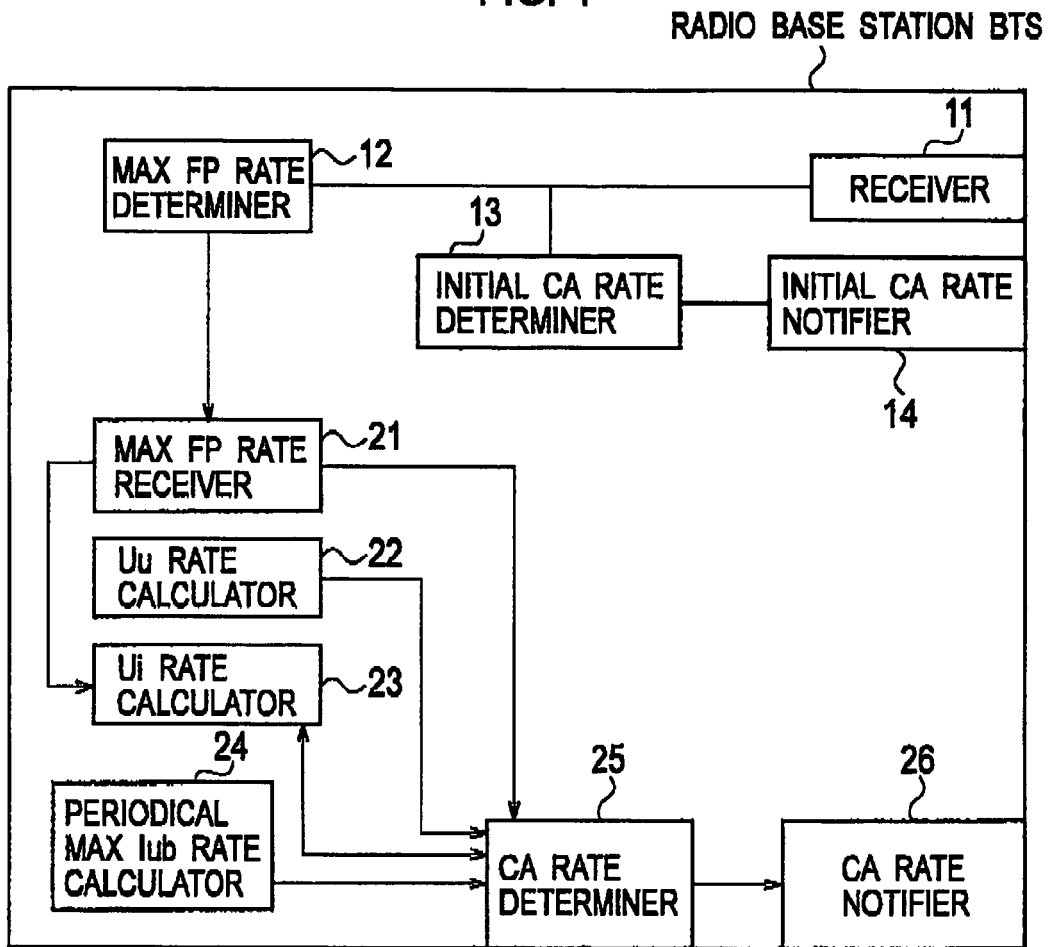 RADIO BASE STATION BTS
11
12
MAX FP RATE
DETERMINER
RECEIVER
13
INITIAL CA RATE
DETERMINER
INITIAL CA RATE
NOTIFIER
14
MAX FP RATE
RECEIVER
21
Uu RATE
CALCULATOR
22
Ui RATE
CALCULATOR
23
24
PERIODICAL
MAX Iub RATE
CALCULATOR
25
CA RATE
DETERMINER
26
CA RATE
NOTIFIER